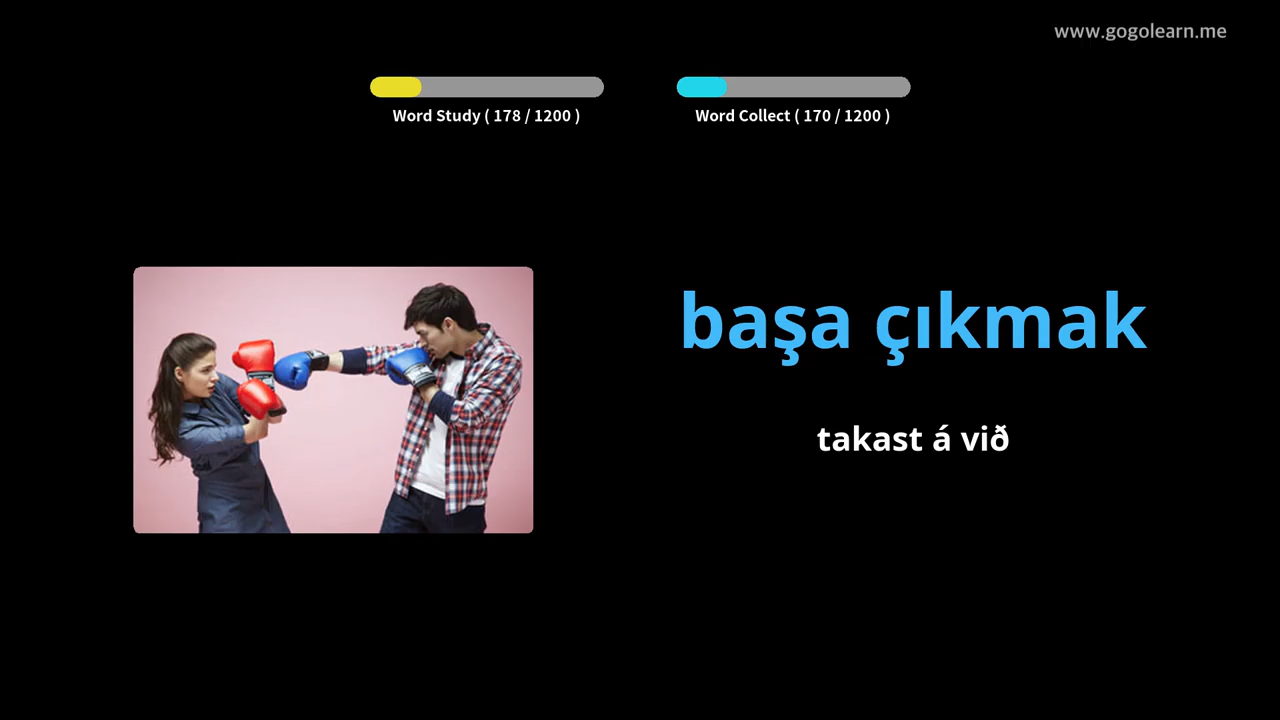 www.gogolearn.me
Word Study ( 178 / 1200 )
Word Collect ( 170 / 1200 )
başa çıkmak
takast á við